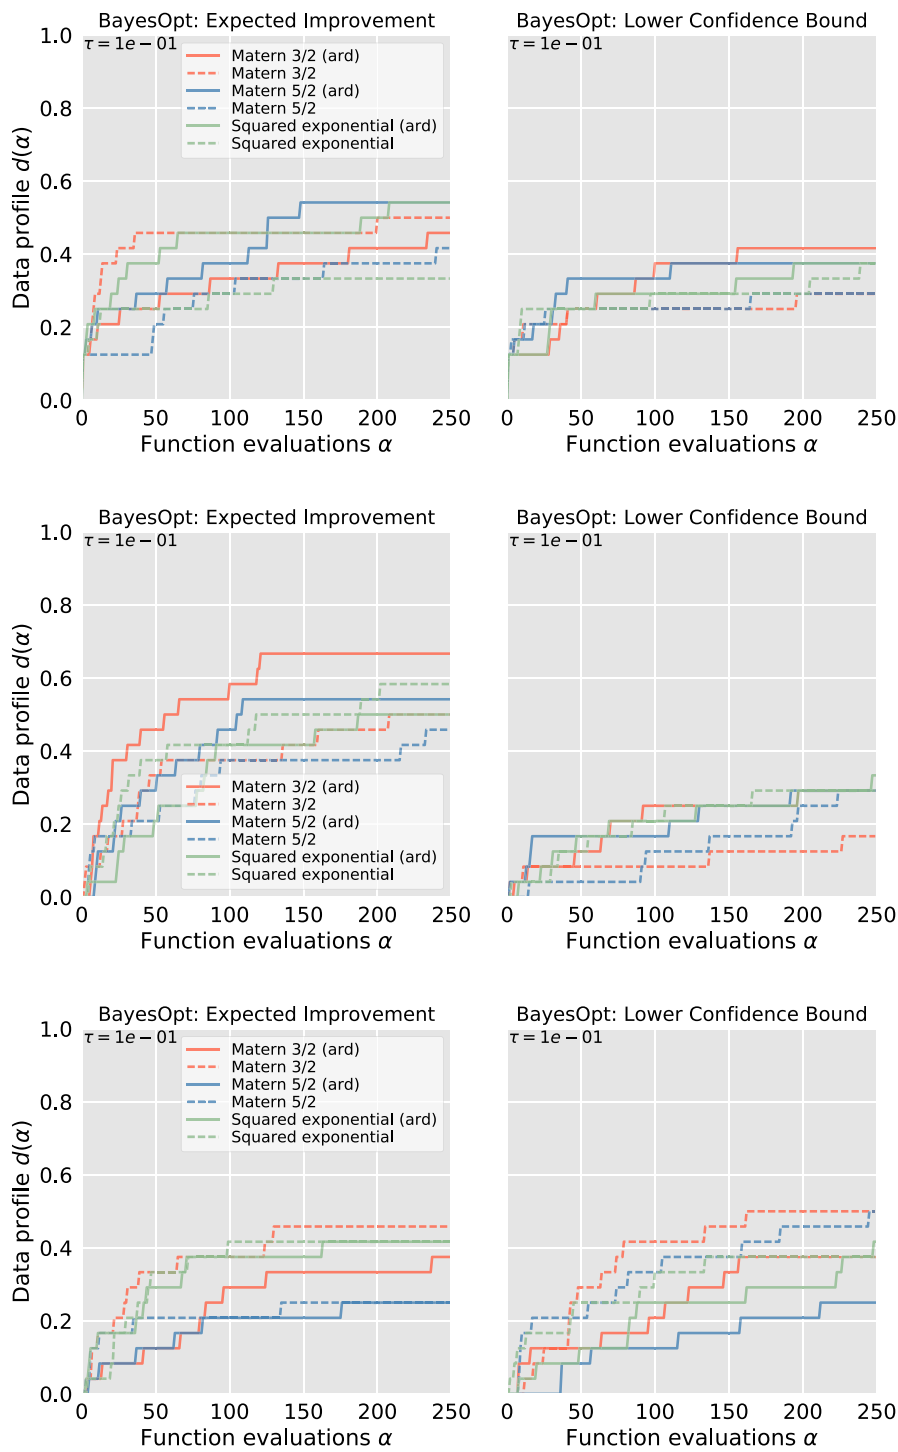 BayesOpt: Expected Improvement
τ = 1e − 01
Matern 3/2 (ard)
Matern 3/2
Matern 5/2 (ard)
Matern 5/2
Squared exponential (ard)
Squared exponential
Data profile d(α)
1.0
0.8
0.6
0.4
0.2
0.0
0 50 100 150 200 250
Function evaluations α
BayesOpt: Lower Confidence Bound
τ = 1e − 01
0 50 100 150 200 250
Function evaluations α
BayesOpt: Expected Improvement
τ = 1e − 01
Matern 3/2 (ard)
Matern 3/2
Matern 5/2 (ard)
Matern 5/2
Squared exponential (ard)
Squared exponential
Data profile d(α)
1.0
0.8
0.6
0.4
0.2
0.0
0 50 100 150 200 250
Function evaluations α
BayesOpt: Lower Confidence Bound
τ = 1e − 01
0 50 100 150 200 250
Function evaluations α
BayesOpt: Expected Improvement
τ = 1e − 01
Matern 3/2 (ard)
Matern 3/2
Matern 5/2 (ard)
Matern 5/2
Squared exponential (ard)
Squared exponential
Data profile d(α)
1.0
0.8
0.6
0.4
0.2
0.0
0 50 100 150 200 250
Function evaluations α
BayesOpt: Lower Confidence Bound
τ = 1e − 01
0 50 100 150 200 250
Function evaluations α